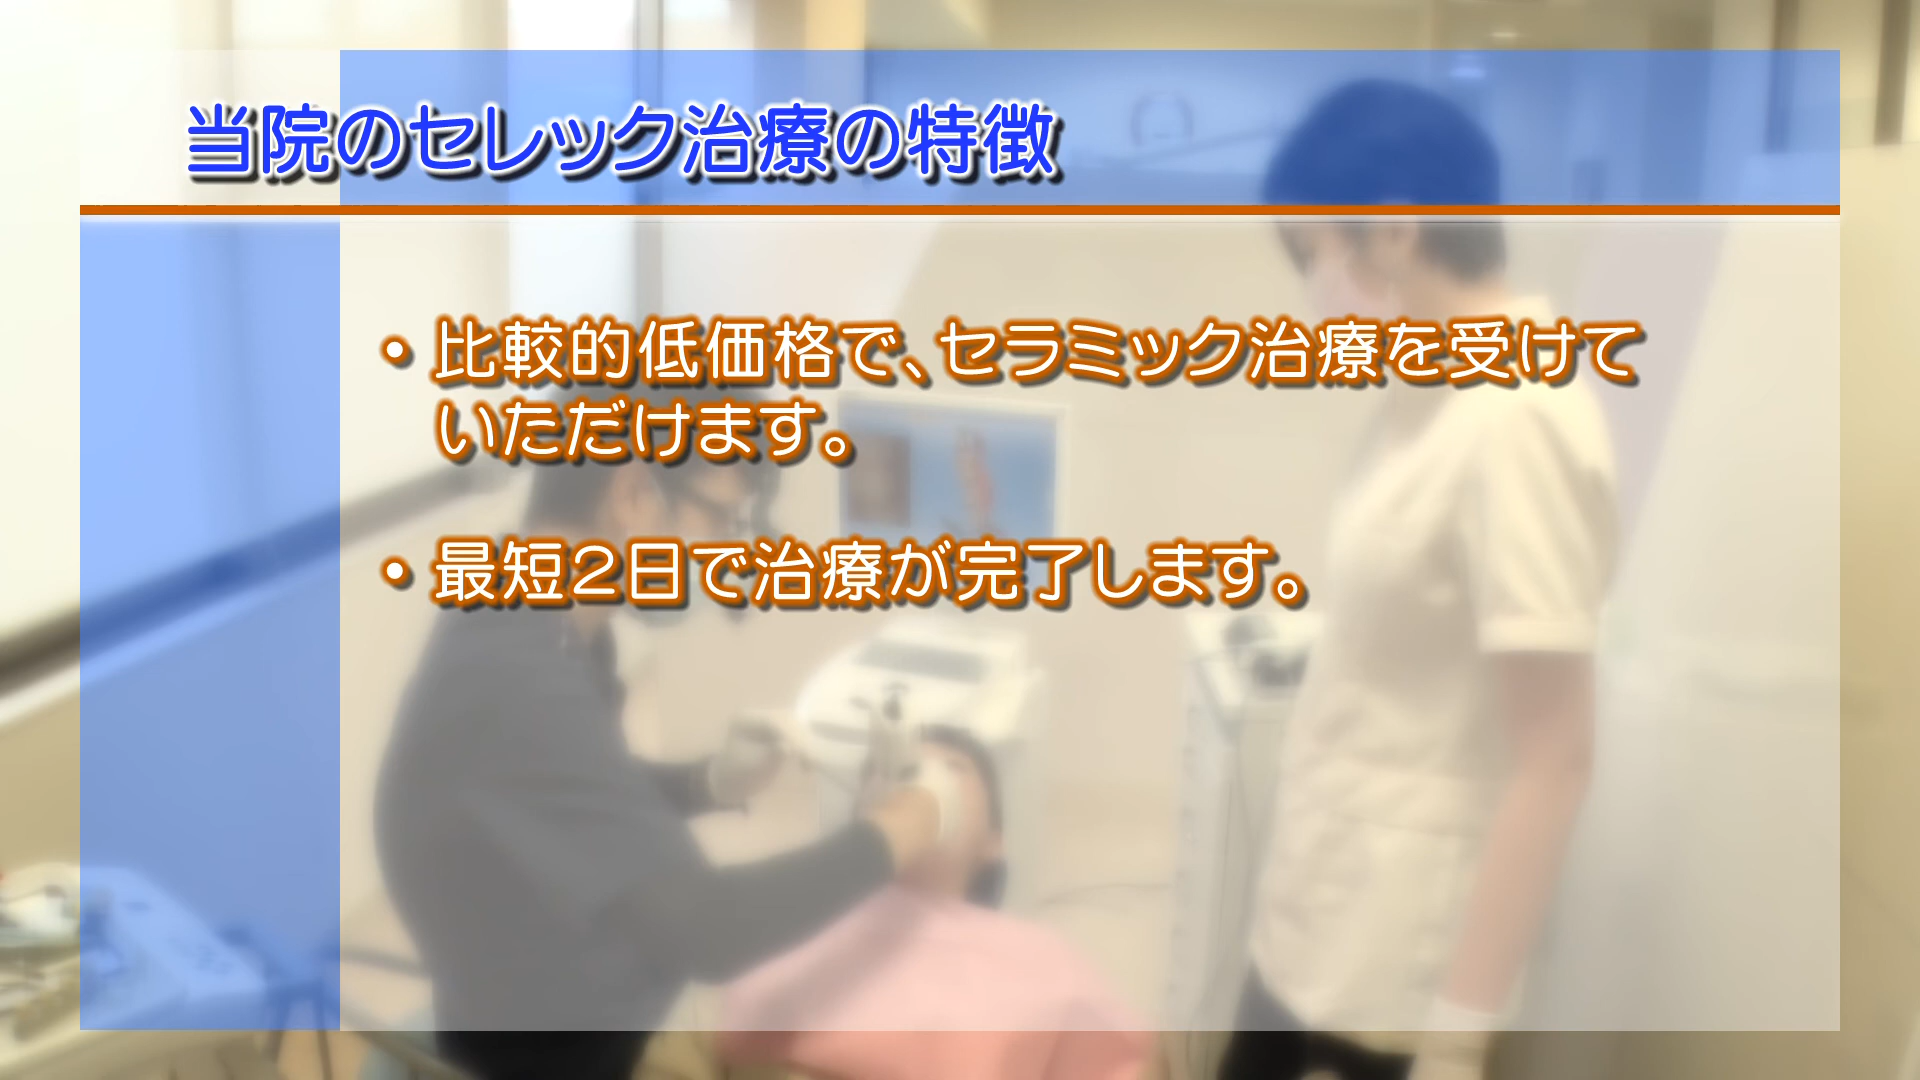 当院のセレック治療の特徴
・比較的低価格で、セラミック治療を受けて
いただけます。
・最短2日で治療が完了します。